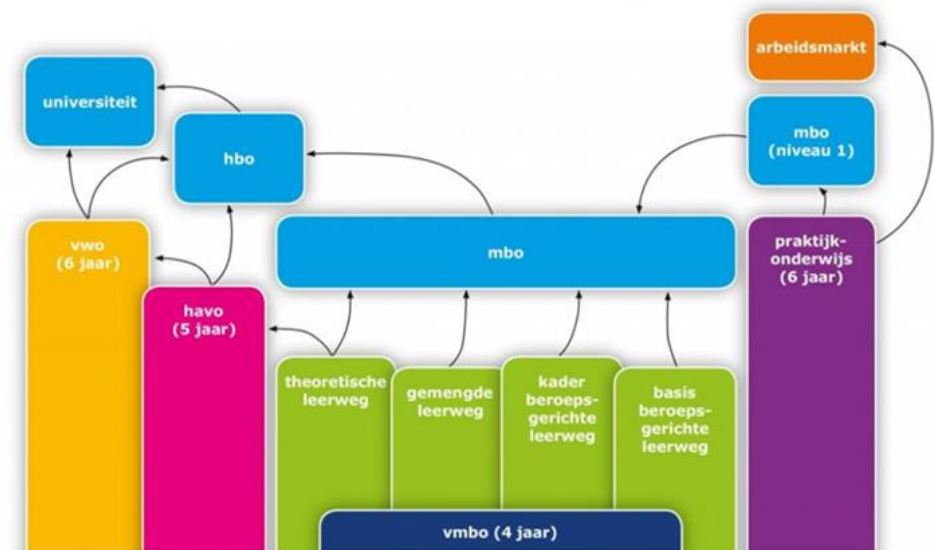 arbeidsmarkt
universiteit
hbo
mbo
(niveau 1)
vwo
(6 jaar)
mbo
praktijk-
onderwijs
(6 jaar)
havo
(5 jaar)
theoretische
leerweg
gemengde
leerweg
kader
beroeps-
gerichte
leerweg
basis
beroeps-
gerichte
leerweg
vmbo (4 jaar)